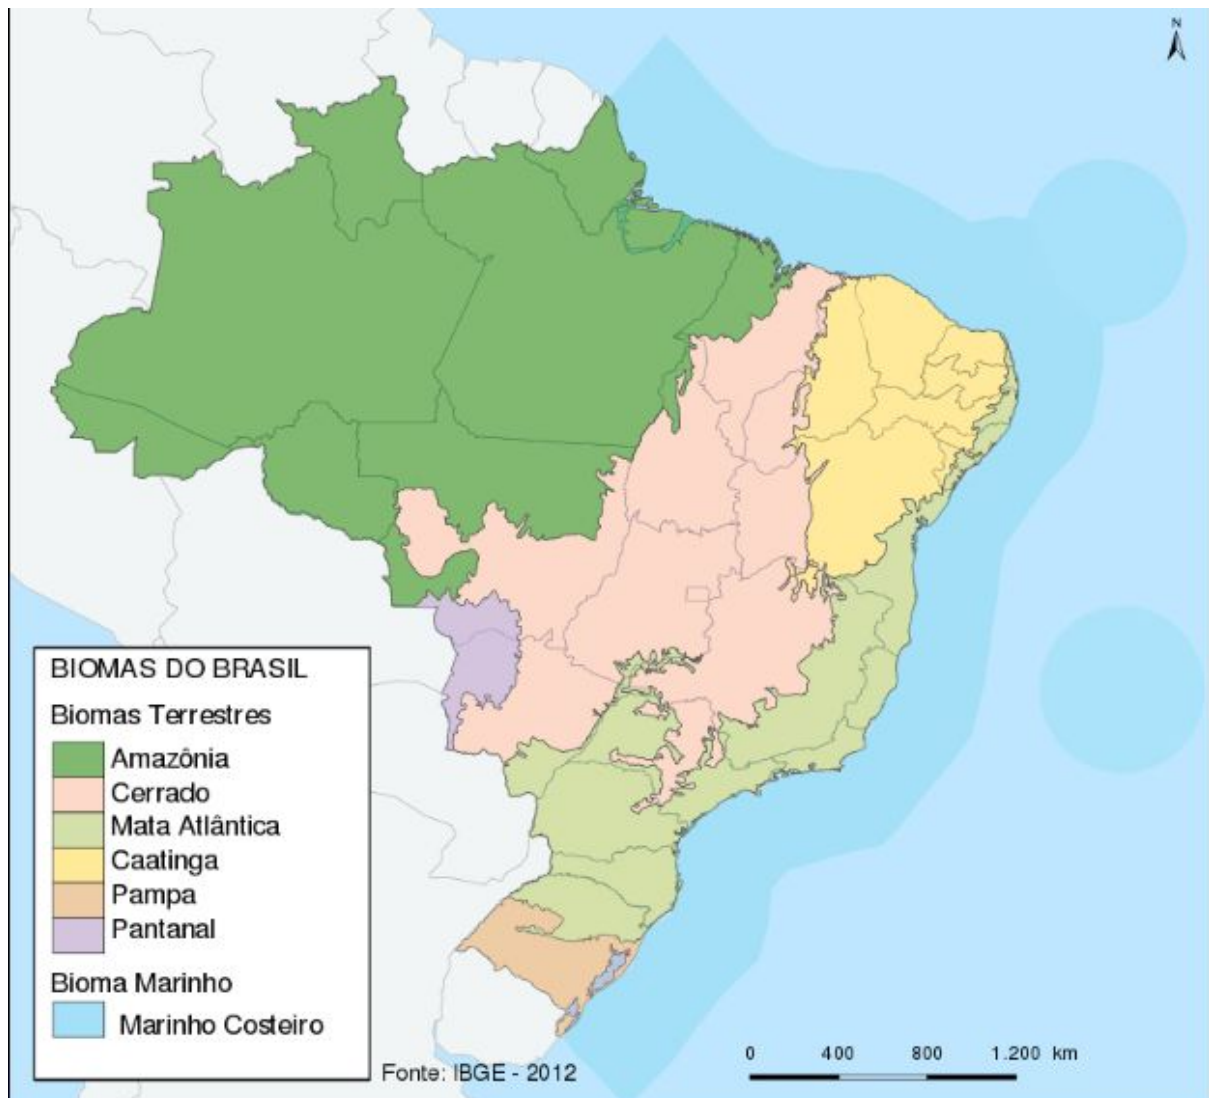 N
BIOMAS DO BRASIL
Biomas Terrestres
Amazônia
Cerrado
Mata Atlântica
Caatinga
Pampa
Pantanal
Bioma Marinho
Marinho Costeiro
Fonte: IBGE - 2012
0 400 800 1.200 km